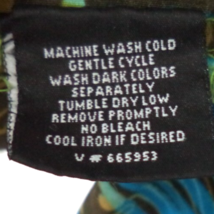 MACHINE WASH COLD
GENTLE CYCLE
WASH DARK COLORS
SEPARATELY
TUMBLE DRY LOW
REMOVE PROMPTLY
NO BLEACH
COOL IRON IF DESIRED
V # 665953